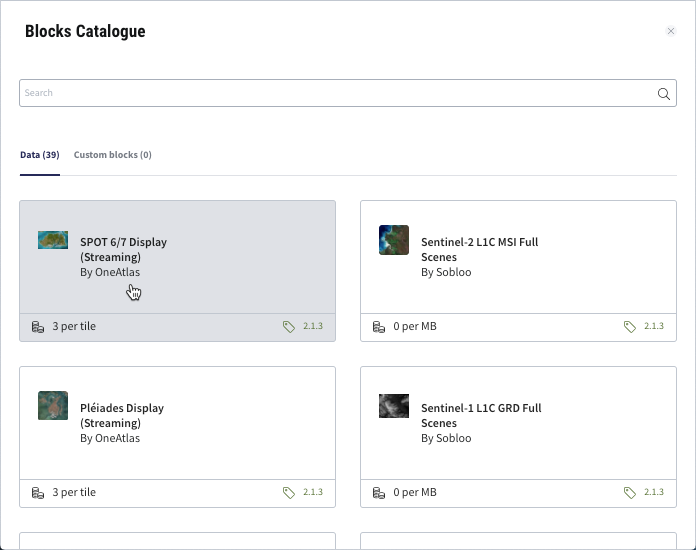 Blocks Catalogue
Search
Data (39) Custom blocks (0)
SPOT 6/7 Display
(Streaming)
By OneAtlas
3 per tile 2.1.3
Sentinel-2 L1C MSI Full
Scenes
By Sobloo
0 per MB 2.1.3
Pléiades Display
(Streaming)
By OneAtlas
3 per tile 2.1.3
Sentinel-1 L1C GRD Full
Scenes
By Sobloo
0 per MB 2.1.3